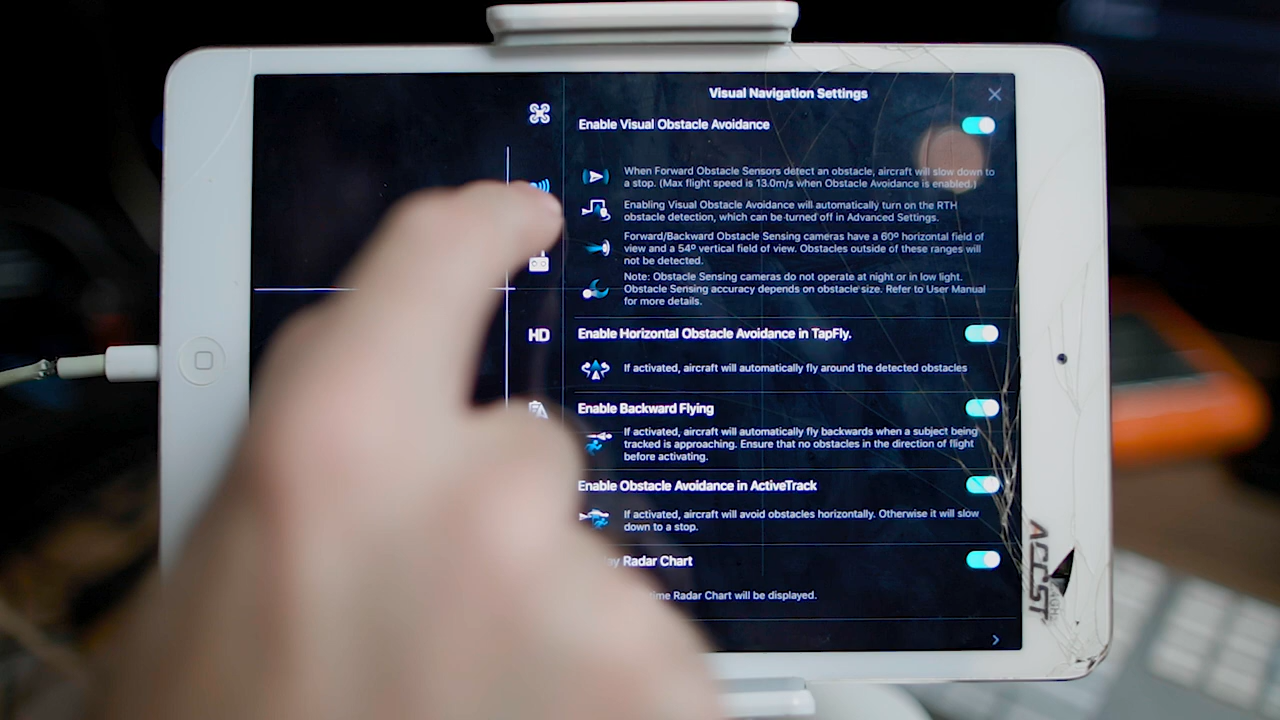 Visual Navigation Settings
Enable Visual Obstacle Avoidance
When Forward Obstacle Sensors detect an obstacle, aircraft will slow down to
a stop. (Max flight speed is 13.0m/s when Obstacle Avoidance is enabled.)
Enabling Visual Obstacle Avoidance will automatically turn on the RTH
obstacle detection, which can be turned off in Advanced Settings.
Forward/Backward Obstacle Sensing cameras have a 60º horizontal field of
view and a 54º vertical field of view. Obstacles outside of these ranges will
not be detected.
Note: Obstacle Sensing cameras do not operate at night or in low light.
Obstacle Sensing accuracy depends on obstacle size. Refer to User Manual
for more details.
HD
Enable Horizontal Obstacle Avoidance in TapFly.
If activated, aircraft will automatically fly around the detected obstacles
Enable Backward Flying
If activated, aircraft will automatically fly backwards when a subject being
tracked is approaching. Ensure that no obstacles in the direction of flight
before activating.
Enable Obstacle Avoidance in ActiveTrack
If activated, aircraft will avoid obstacles horizontally. Otherwise it will slow
down to a stop.
Radar Chart
time Radar Chart will be displayed.
ACCST